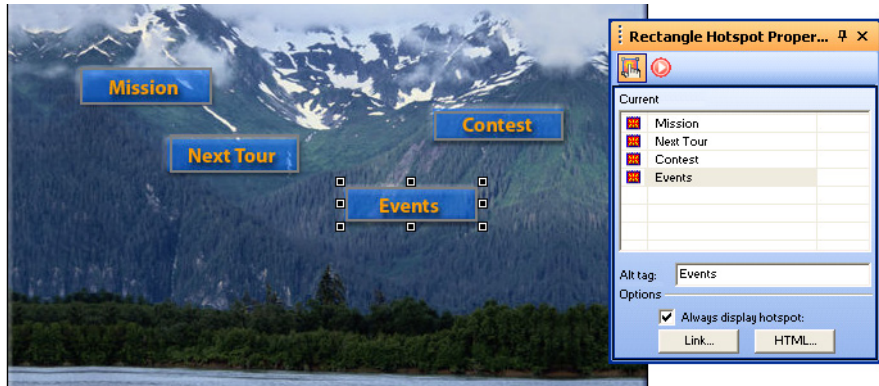 Mission
Contest
Next Tour
Events
Rectangle Hotspot Proper...
Current
Mission
Next Tour
Contest
Events
Alt tag: Events
Options
Always display hotspot:
Link... HTML...